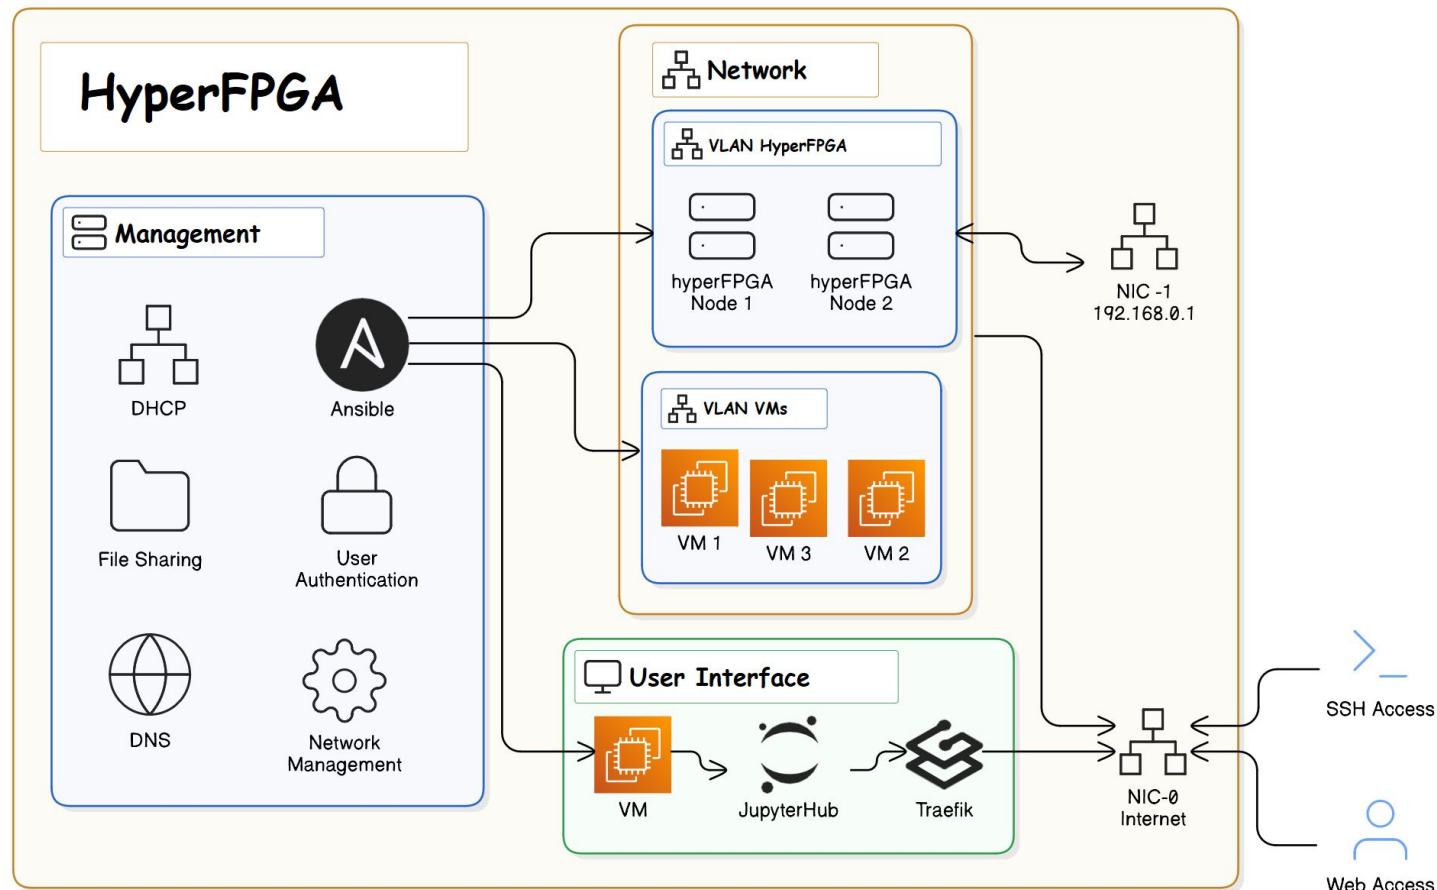 HyperFPGA
Network
VLAN HyperFPGA
hyperFPGA
Node 1
hyperFPGA
Node 2
NIC -1
192.168.0.1
Management
DHCP
Ansible
File Sharing
User
Authentication
DNS
Network
Management
VLAN VMs
VM 1
VM 3
VM 2
User Interface
VM
JupyterHub
Traefik
NIC-0
Internet
SSH Access
Web Access